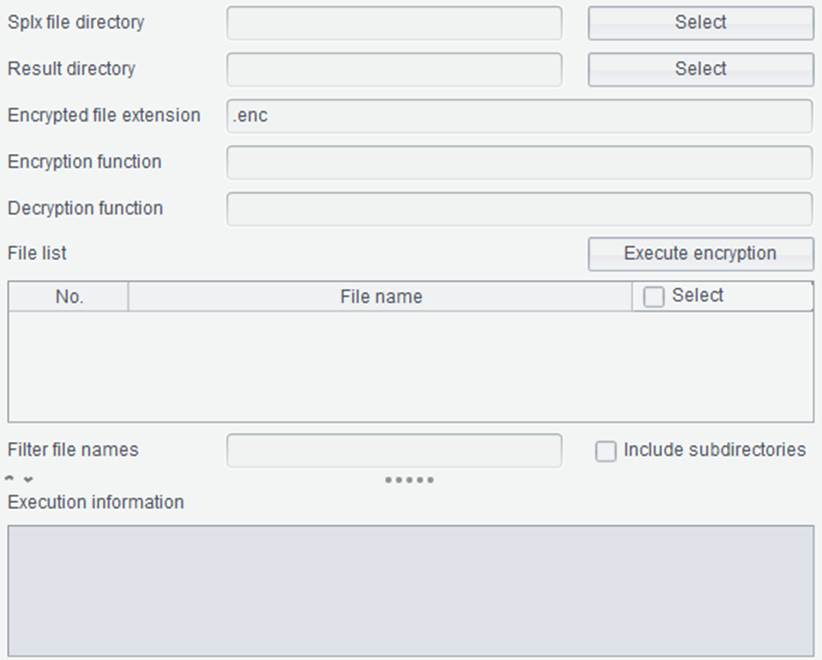 Splx file directory Select
Result directory Select
Encrypted file extension .enc
Encryption function
Decryption function
File list Execute encryption
No. File name Select
Filter file names Include subdirectories
Execution information